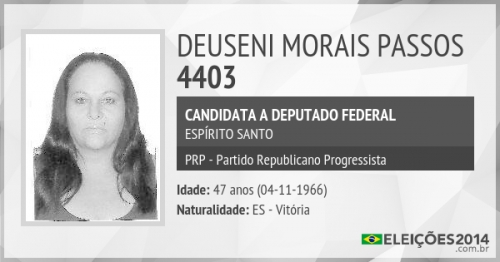 DEUSENI MORAIS PASSOS
4403
CANDIDATA A DEPUTADO FEDERAL
ESPÍRITO SANTO
PRP - Partido Republicano Progressista
Idade: 47 anos (04-11-1966)
Naturalidade: ES - Vitória
ELEIÇÕES2014
.com.br